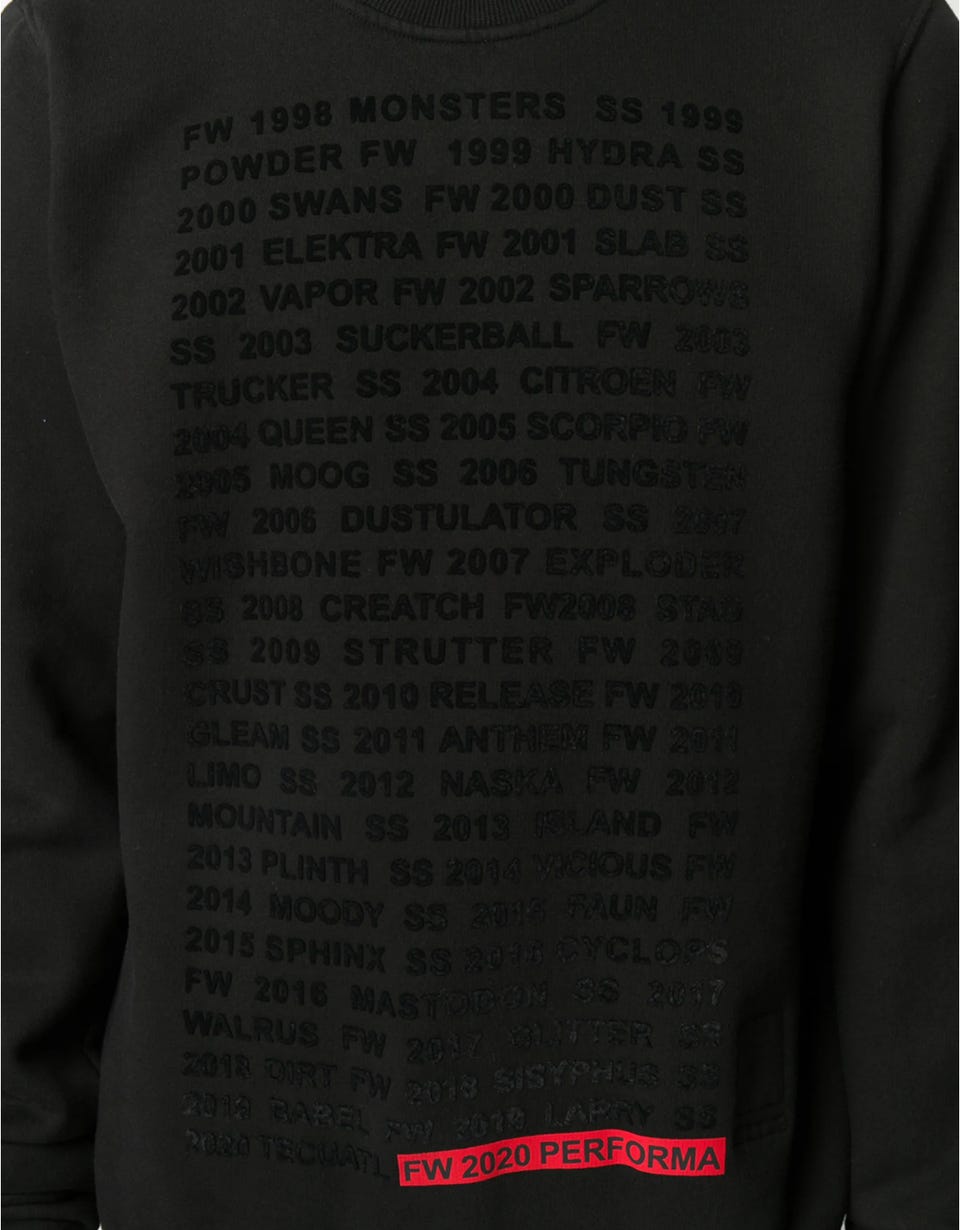 FW 1998 MONSTERS SS 1999
POWDER FW 1999 HYDRA SS
2000 SWANS FW 2000 DUST SS
2001 ELEKTRA FW 2001 SLAB SS
2002 VAPOR FW 2002 SPARROWS
SS 2003 SUCKERBALL FW 2003
TRUCKER SS 2004 CITROEN FW
2004 QUEEN SS 2005 SCORPIO FW
2005 MOOG SS 2006 TUNGSTEN
FW 2006 DUSTULATOR SS 2007
WISHBONE FW 2007 EXPLODER
SS 2008 CREATCH FW2008 STAG
SS 2009 STRUTTER FW 2009
CRUST SS 2010 RELEASE FW 2010
GLEAM SS 2011 ANTHEM FW 2011
LIMO SS 2012 NASKA FW 2012
MOUNTAIN SS 2013 ISLAND FW
2013 PLINTH SS 2014 VICIOUS FW
2014 MOODY SS 2015 FAUN FW
2015 SPHINX SS 2016 CYCLOPS
FW 2016 MASTODON SS 2017
WALRUS FW 2017 GLITTER SS
2018 DIRT FW 2018 SISYPHUS SS
2019 BABEL FW 2019 LARRY SS
2020 TECUATL FW 2020 PERFORMA